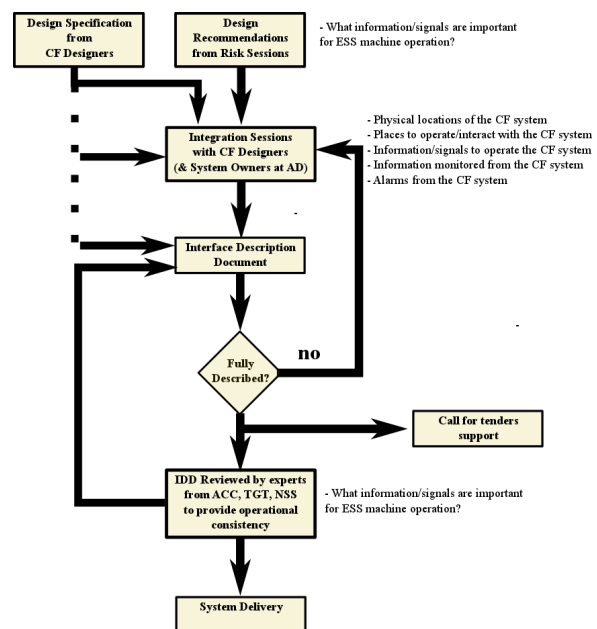 Design Specification
from
CF Designers
Design
Recommendations
from Risk Sessions
- What information/signals are important
for ESS machine operation?
Integration Sessions
with CF Designers
(& System Owners at AD)
- Physical locations of the CF system
- Places to operate/interact with the CF system
- Information/signals to operate the CF system
- Information monitored from the CF system
- Alarms from the CF system
Interface Description
Document
Fully
Described?
no
Call for tenders
support
IDD Reviewed by experts
from ACC, TGT, NSS
to provide operational
consistency
- What information/signals are important
for ESS machine operation?
System Delivery